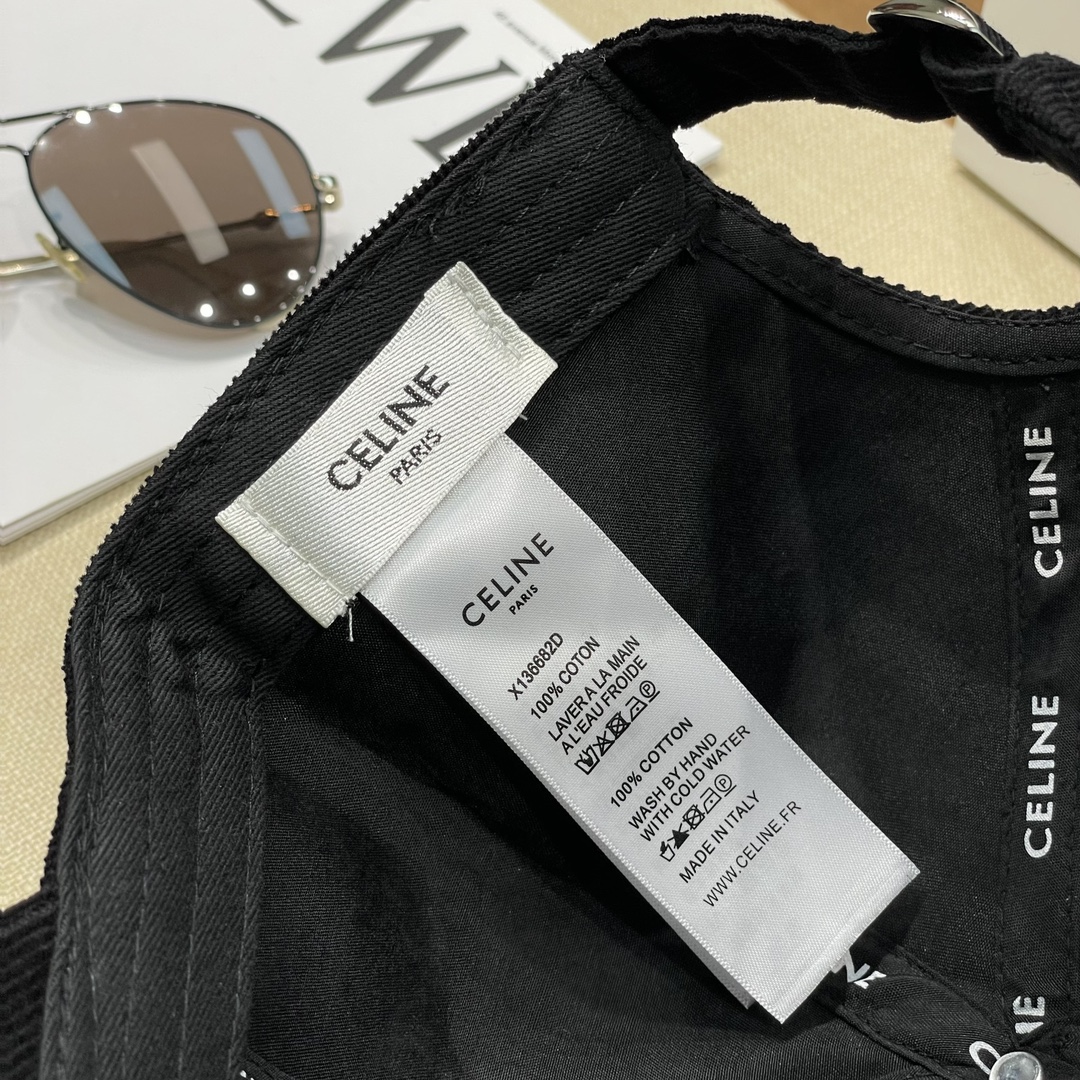 CELINE
PARIS
CELINE
PARIS
X136682D
100% COTON
LAVER A LA MAIN
A L'EAU FROIDE
100% COTTON
WASH BY HAND
WITH COLD WATER
MADE IN ITALY
WWW.CELINE.FR
CELINE
CELINE